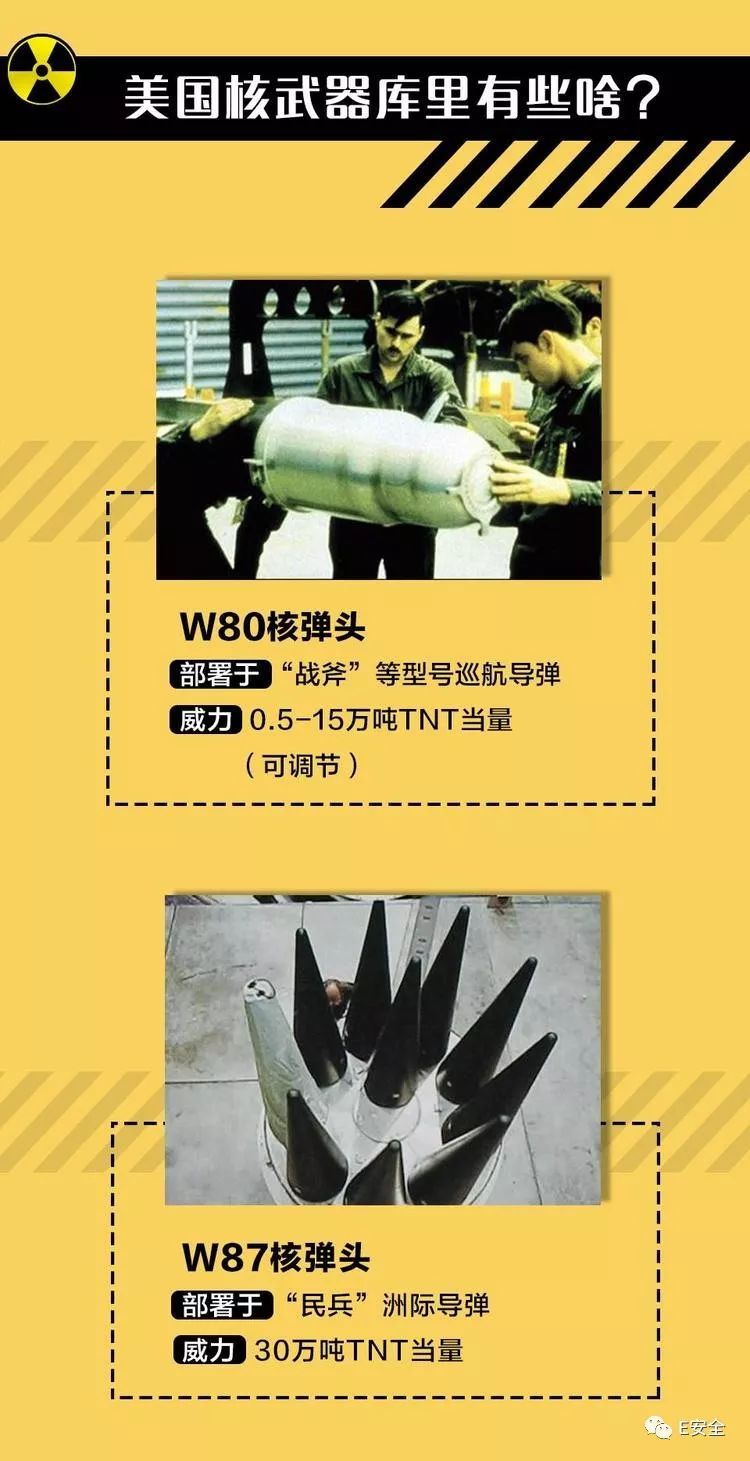 美国核武器库里有些啥?
W80核弹头
部署于 “战斧”等型号巡航导弹
威力 0.5-15万吨TNT当量
（可调节）
W87核弹头
部署于 “民兵”洲际导弹
威力 30万吨TNT当量
E安全